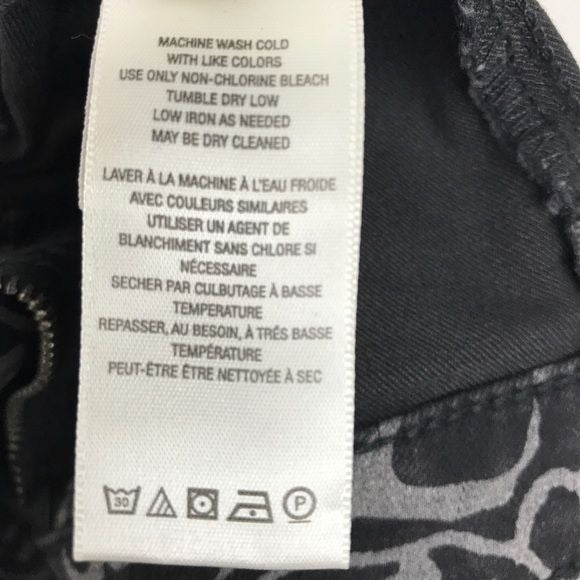 MACHINE WASH COLD
WITH LIKE COLORS
USE ONLY NON-CHLORINE BLEACH
TUMBLE DRY LOW
LOW IRON AS NEEDED
MAY BE DRY CLEANED
LAVER À LA MACHINE À L'EAU FROIDE
AVEC COULEURS SIMILAIRES
UTILISER UN AGENT DE
BLANCHIMENT SANS CHLORE SI
NÉCESSAIRE
SECHER PAR CULBUTAGE À BASSE
TEMPERATURE
REPASSER, AU BESOIN, À TRÉS BASSE
TEMPÉRATURE
PEUT-ÊTRE ÊTRE NETTOYÉE À SEC
30 P